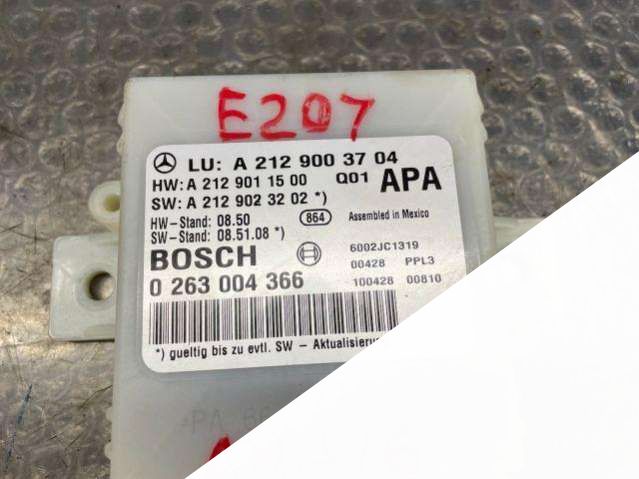 E207
LU: A 212 900 37 04
HW: A 212 901 15 00 Q01 APA
SW: A 212 902 32 02 *)
HW-Stand: 08.50 864 Assembled in Mexico
SW-Stand: 08.51.08 *)
BOSCH 6002JC1319
00428 PPL3
0 263 004 366 100428 00810
*) gueltig bis zu evtl. SW - Aktualisieru
PA 66